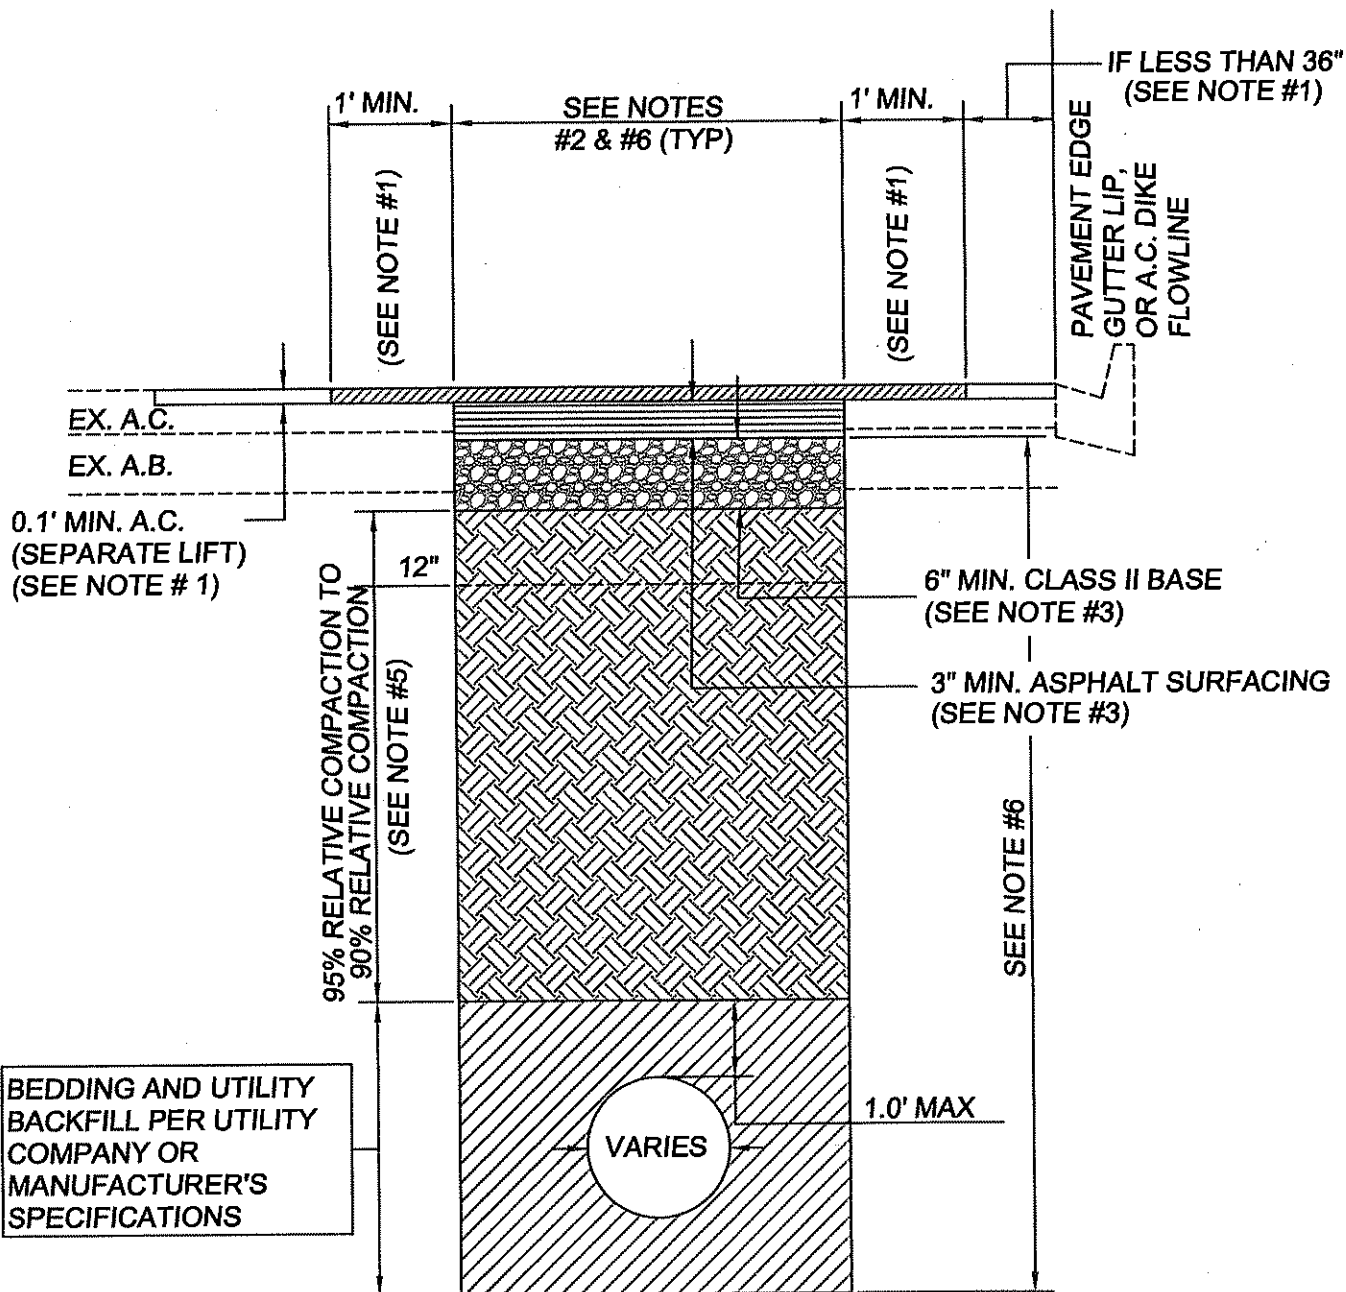 IF LESS THAN 36"
(SEE NOTE #1)
1' MIN.
SEE NOTES
#2 & #6 (TYP)
1' MIN.
(SEE NOTE #1)
(SEE NOTE #1)
PAVEMENT EDGE
GUTTER LIP,
OR A.C. DIKE
FLOWLINE
EX. A.C.
EX. A.B.
0.1' MIN. A.C.
(SEPARATE LIFT)
(SEE NOTE # 1)
12"
95% RELATIVE COMPACTION TO
90% RELATIVE COMPACTION
(SEE NOTE #5)
6" MIN. CLASS II BASE
(SEE NOTE #3)
3" MIN. ASPHALT SURFACING
(SEE NOTE #3)
SEE NOTE #6
BEDDING AND UTILITY
BACKFILL PER UTILITY
COMPANY OR
MANUFACTURER'S
SPECIFICATIONS
VARIES
1.0' MAX